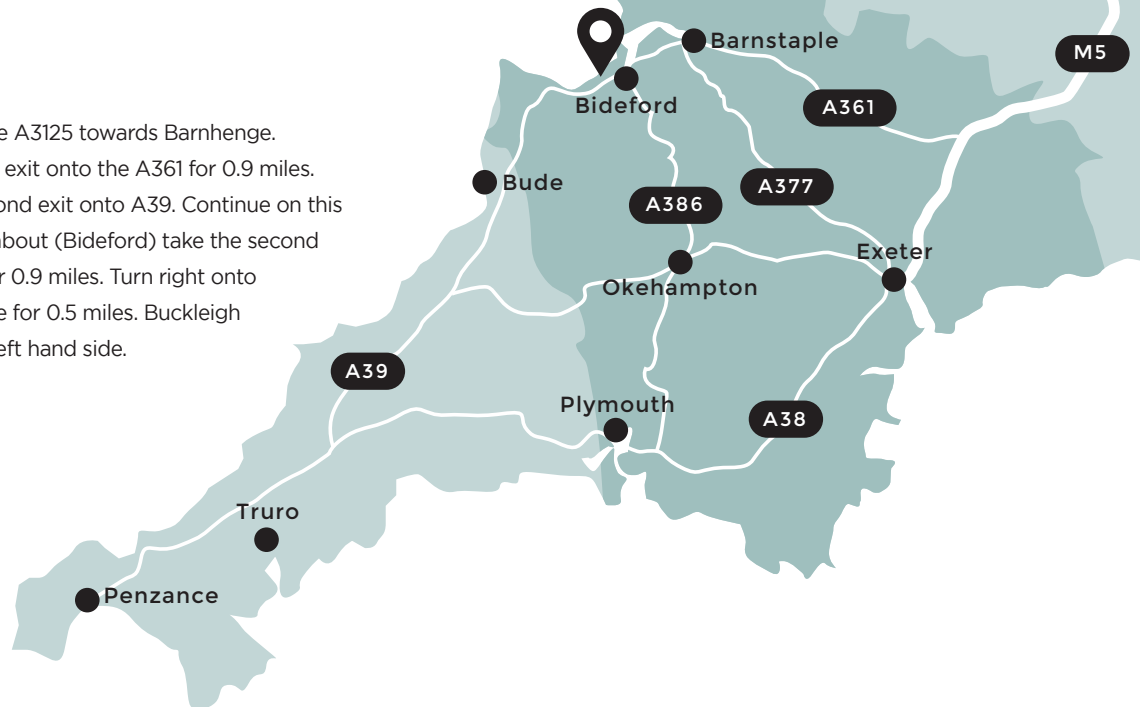 e A3125 towards Barnhenge.
exit onto the A361 for 0.9 miles.
ond exit onto A39. Continue on this
about (Bideford) take the second
r 0.9 miles. Turn right onto
e for 0.5 miles. Buckleigh
eft hand side.
Barnstaple
M5
Bideford
A361
Bude
A377
A386
Exeter
Okehampton
A39
Plymouth
A38
Truro
Penzance